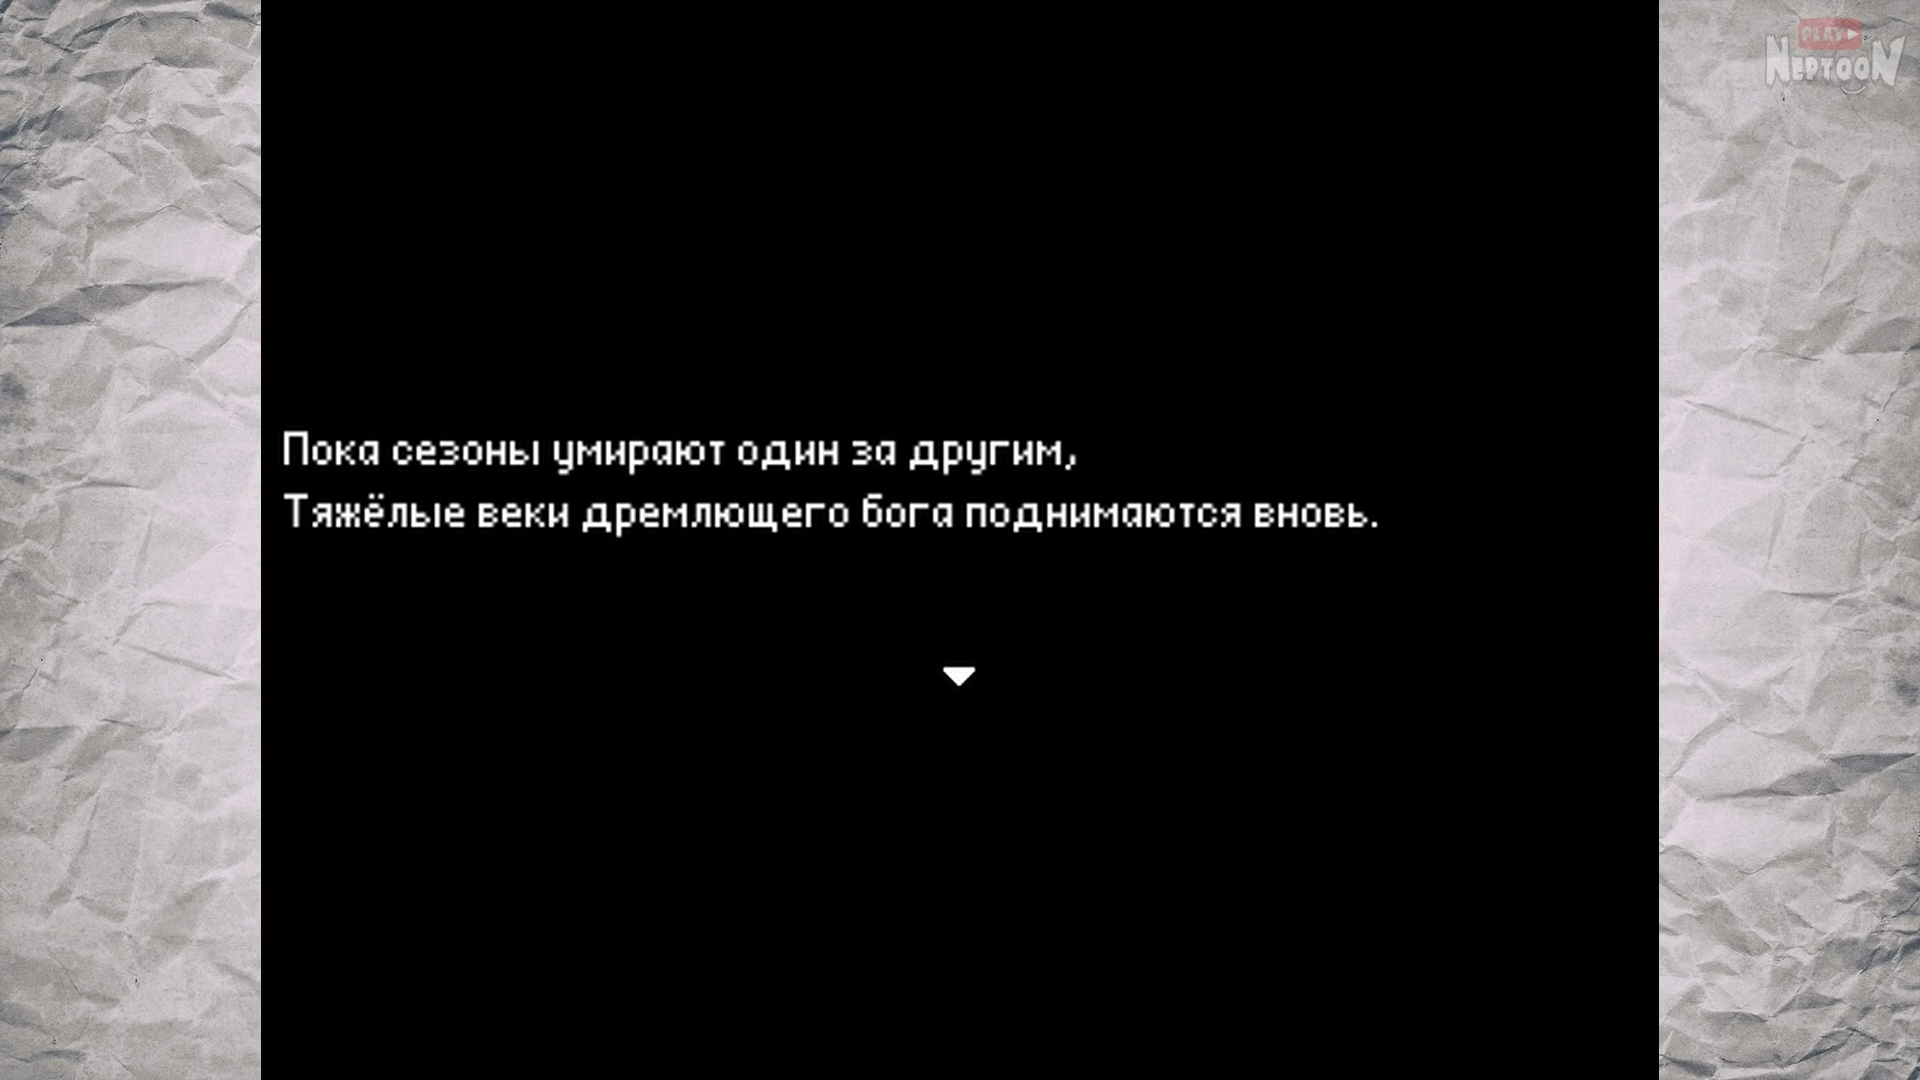 PLAY
NEPTOON
Пока сезоны умирают один за другим,
Тяжёлые веки дремлющего бога поднимаются вновь.